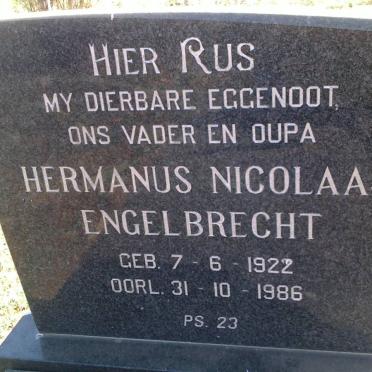 HIER RUS
MY DIERBARE EGGENOOT,
ONS VADER EN OUPA
HERMANUS NICOLAA
ENGELBRECHT
GEB. 7 - 6 - 1922
OORL. 31 - 10 - 1986
PS. 23